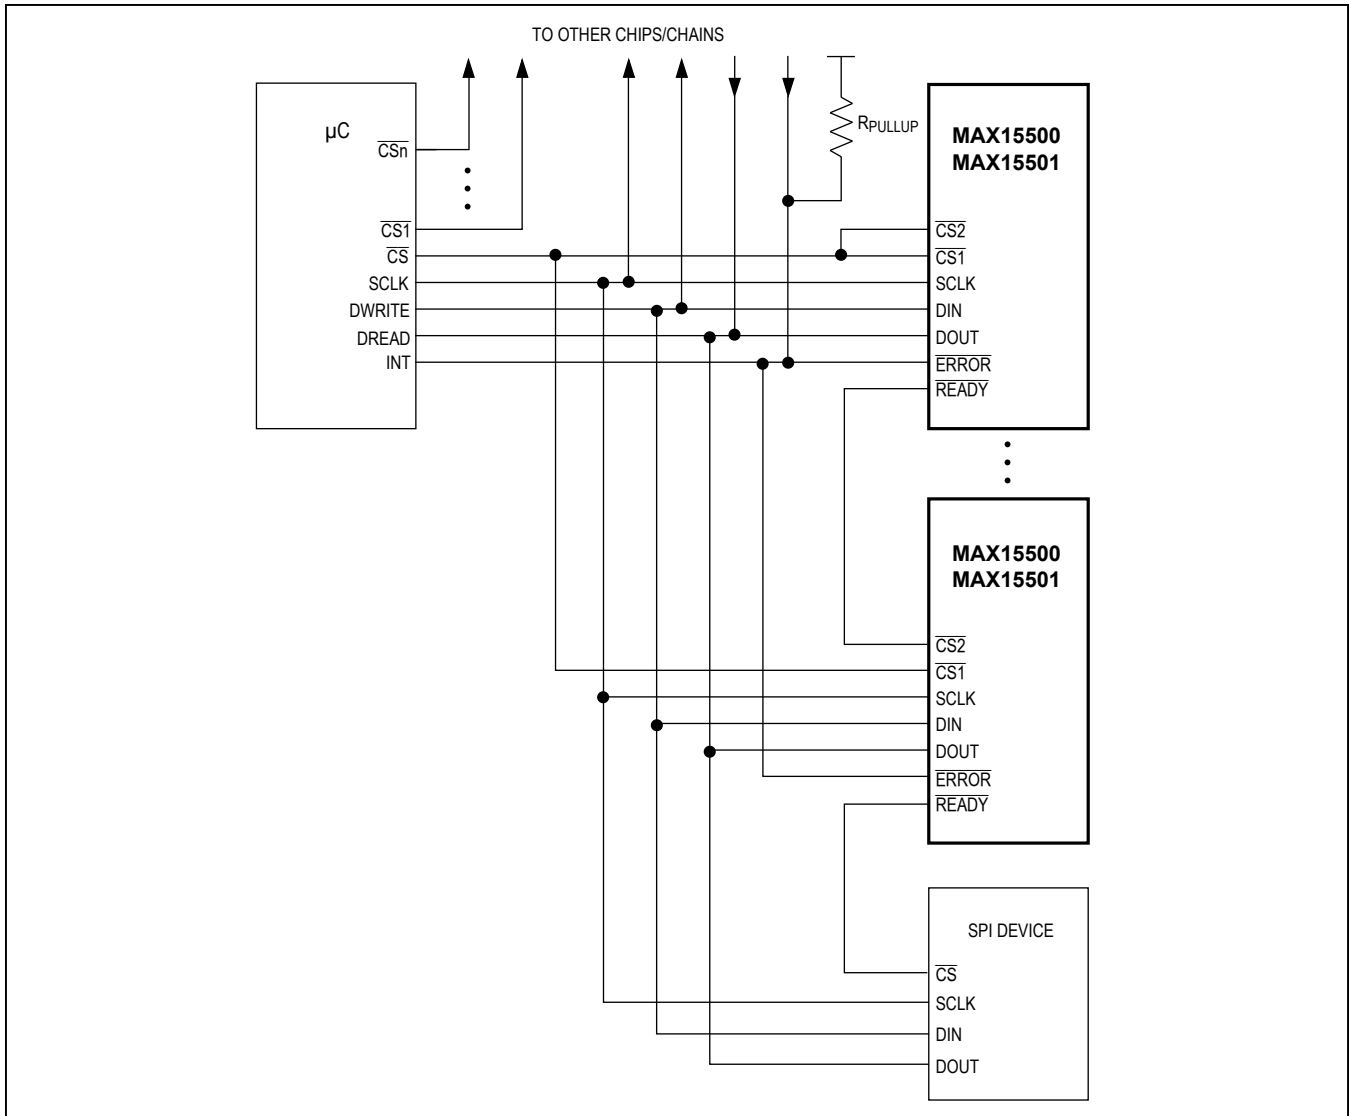 TO OTHER CHIPS/CHAINS
µC
CSn
CS1
CS
SCLK
DWRITE
DREAD
INT
RPULLUP
MAX15500
MAX15501
CS2
CS1
SCLK
DIN
DOUT
ERROR
READY
MAX15500
MAX15501
CS2
CS1
SCLK
DIN
DOUT
ERROR
READY
SPI DEVICE
CS
SCLK
DIN
DOUT